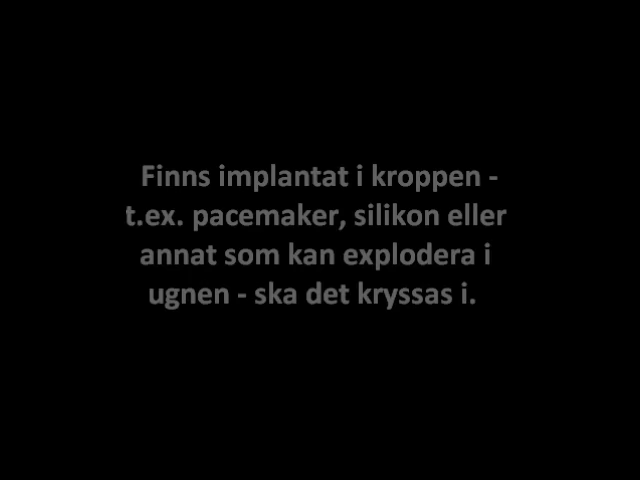 Finns implantat i kroppen -
t.ex. pacemaker, silikon eller
annat som kan explodera i
ugnen - ska det kryssas i.